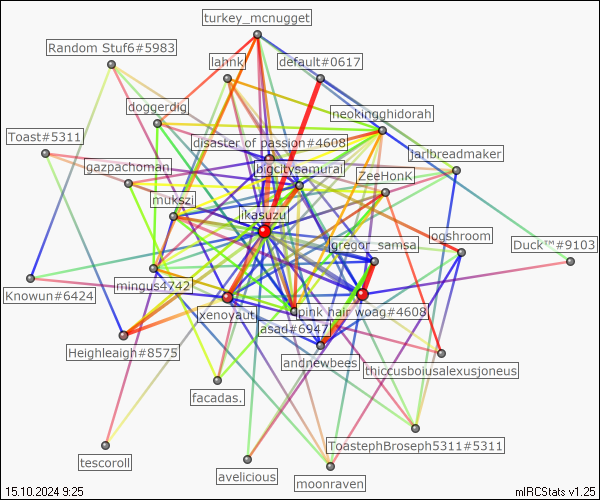 turkey_mcnugget
Random Stuf6#5983
lahnk
default#0617
doggerdig
neokingghidorah
Toast#5311
disaster of passion#4608
jaribreadmaker
gazpachoman
bigcitysamurai
ZeeHonK
mukszi
ikasuzu
gregor_samsa
ogshroom
Duck™#9103
mingus4742
Knowun#6424
xenoyaut
pink hair woag#4608
asad#6947
Heighleaigh#8575
andnewbees
thiccusboiusalexusjoneus
facadas.
ToastephBroseph5311#5311
tescoroll
avelicious
moonraven
15.10.2024 9:25
mIRCStats v1.25